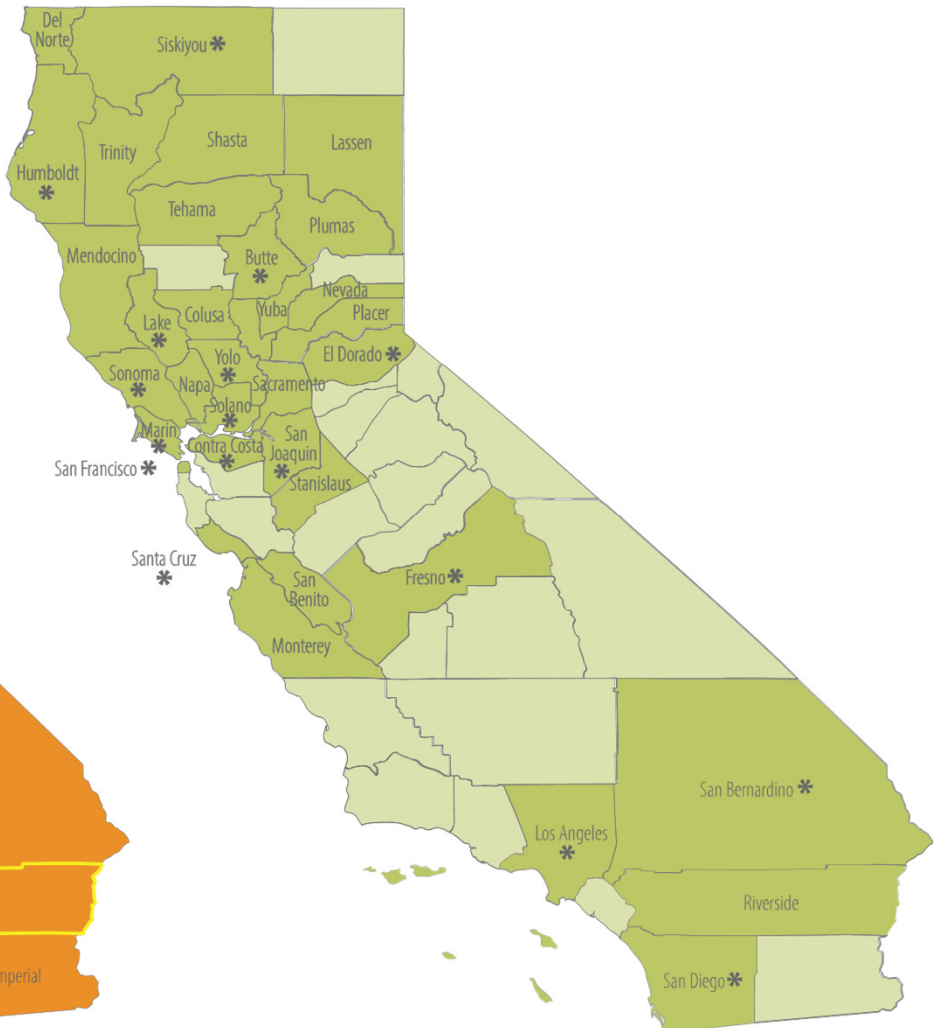 Del
Norte
Siskiyou *
Shasta
Lassen
Trinity
Humboldt
*
Tehama
Plumas
Mendocino
Butte
*
Nevada
Yuba
Placer
Colusa
Lake
*
El Dorado *
Yolo
*
Sonoma
*
Napa
Sacramento
Solano
*
Marin
*
San
Joaquin
*
ontra Costa
*
San Francisco *
Stanislaus
Santa Cruz
*
Fresno *
San
Benito
Monterey
San Bernardino *
Los Angeles
*
Riverside
mperial
San Diego *